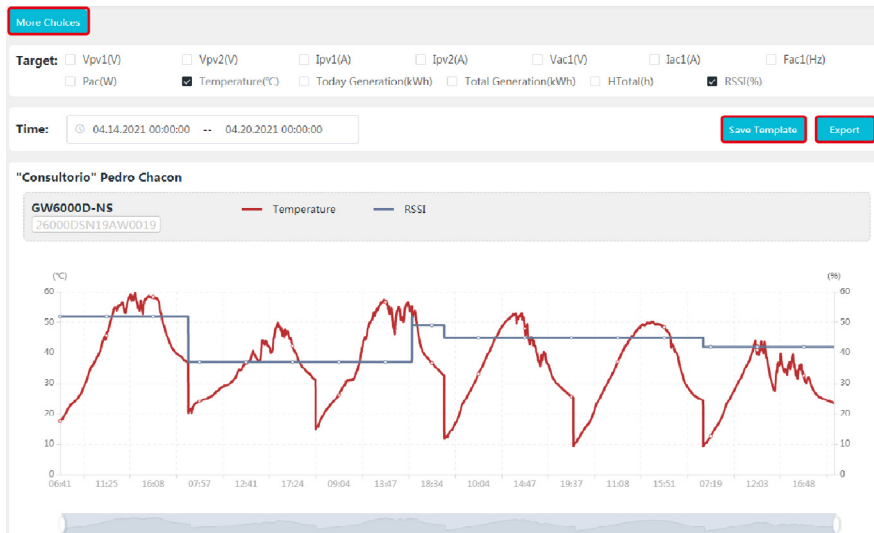 More Choices
Target: Vpv1(V) Vpv2(V) Ipv1(A) Ipv2(A) Vac1(V) Iac1(A) Fac1(Hz)
Pac(W) Temperature(℃) Today Generation(kWh) Total Generation(kWh) HTotal(h) RSSI(%)
Time: 04.14.2021 00:00:00 -- 04.20.2021 00:00:00 Save Template Export
"Consultorio" Pedro Chacon
GW6000D-NS Temperature RSSI
26000DSN19AW0019
(℃) (%)
60 60
50 50
40 40
30 30
20 20
10 10
0 0
06:41 11:25 16:08 07:57 12:41 17:24 09:04 13:47 18:34 10:04 14:47 19:37 11:08 15:51 07:19 12:03 16:48